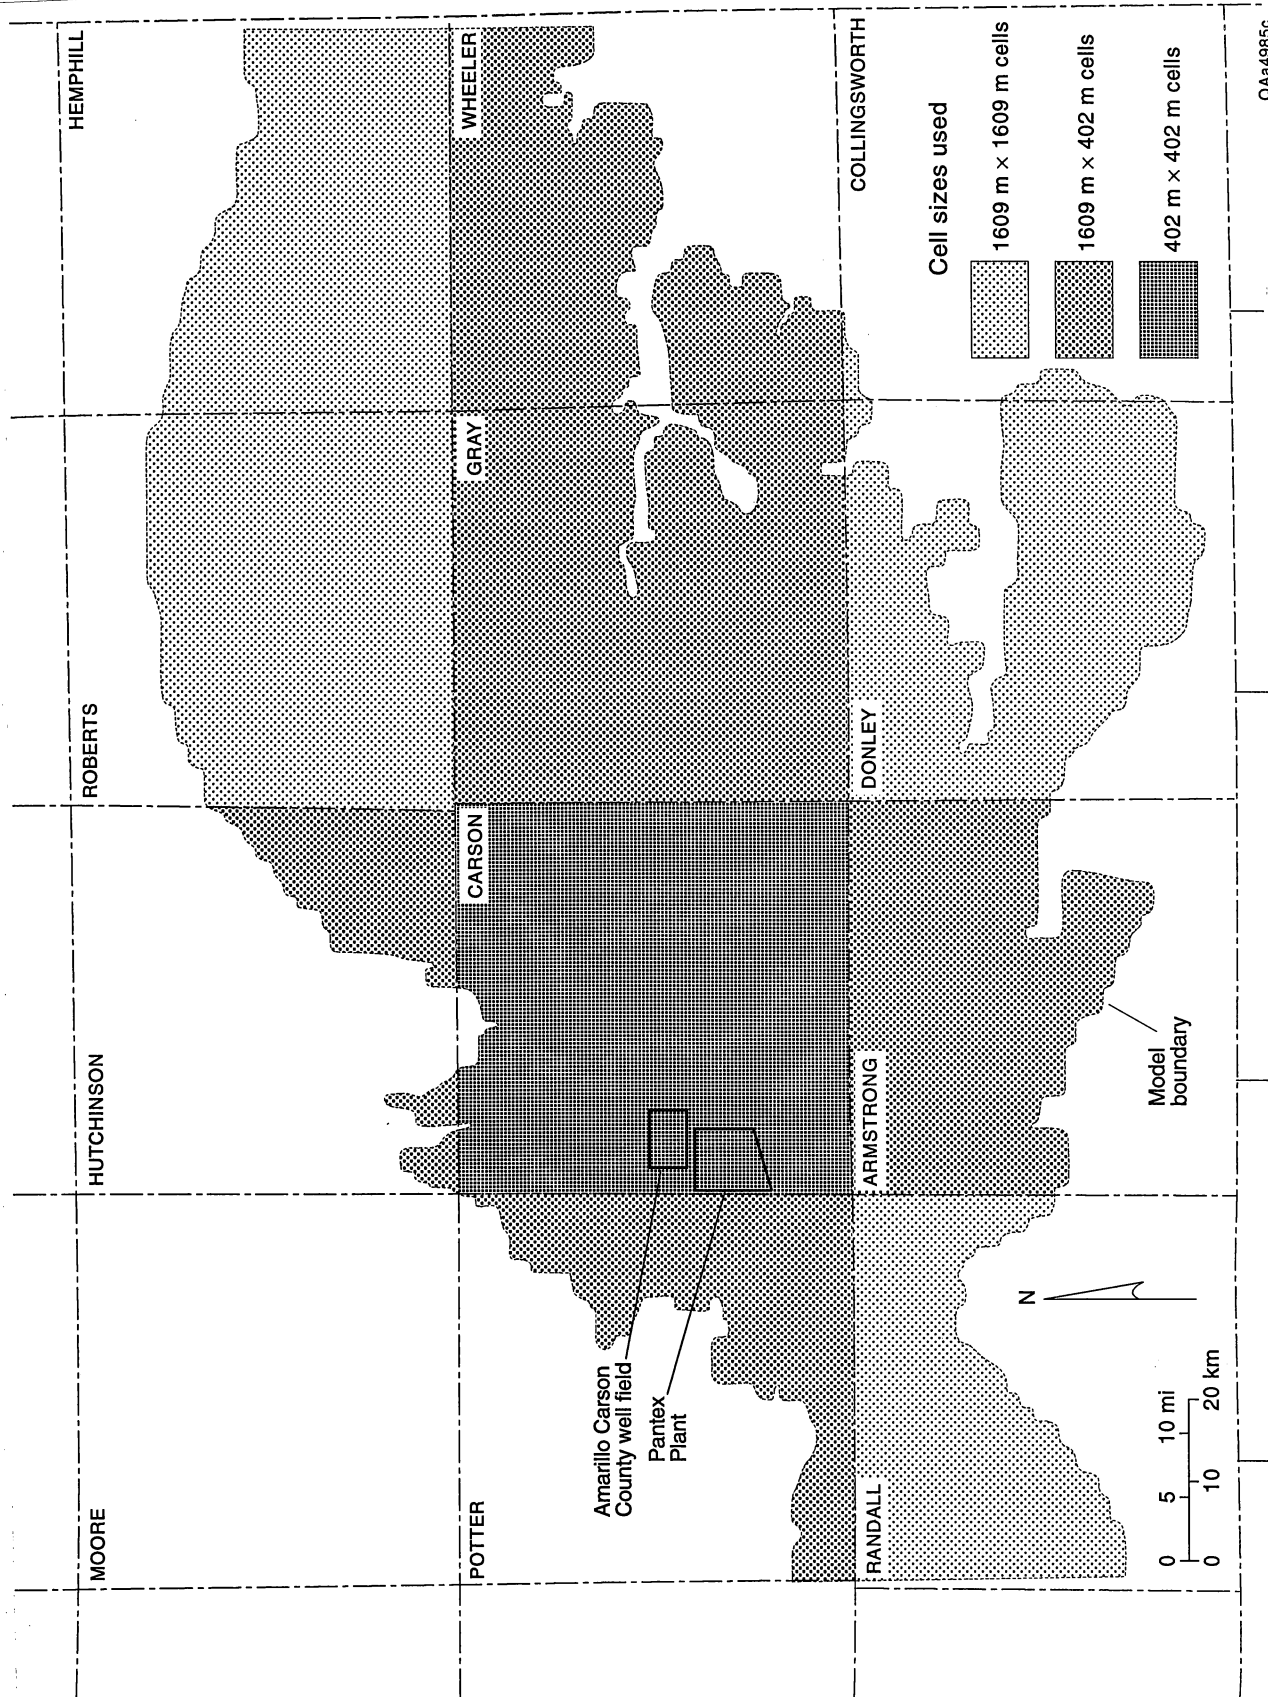 MOORE
HUTCHINSON
ROBERTS
HEMPHILL
POTTER
CARSON
GRAY
WHEELER
Amarillo Carson
County well field
Pantex
Plant
RANDALL
ARMSTRONG
DONLEY
COLLINGSWORTH
Model
boundary
N
0 5 10 mi
0 10 20 km
Cell sizes used
1609 m × 1609 m cells
1609 m × 402 m cells
402 m × 402 m cells
QAa4985c